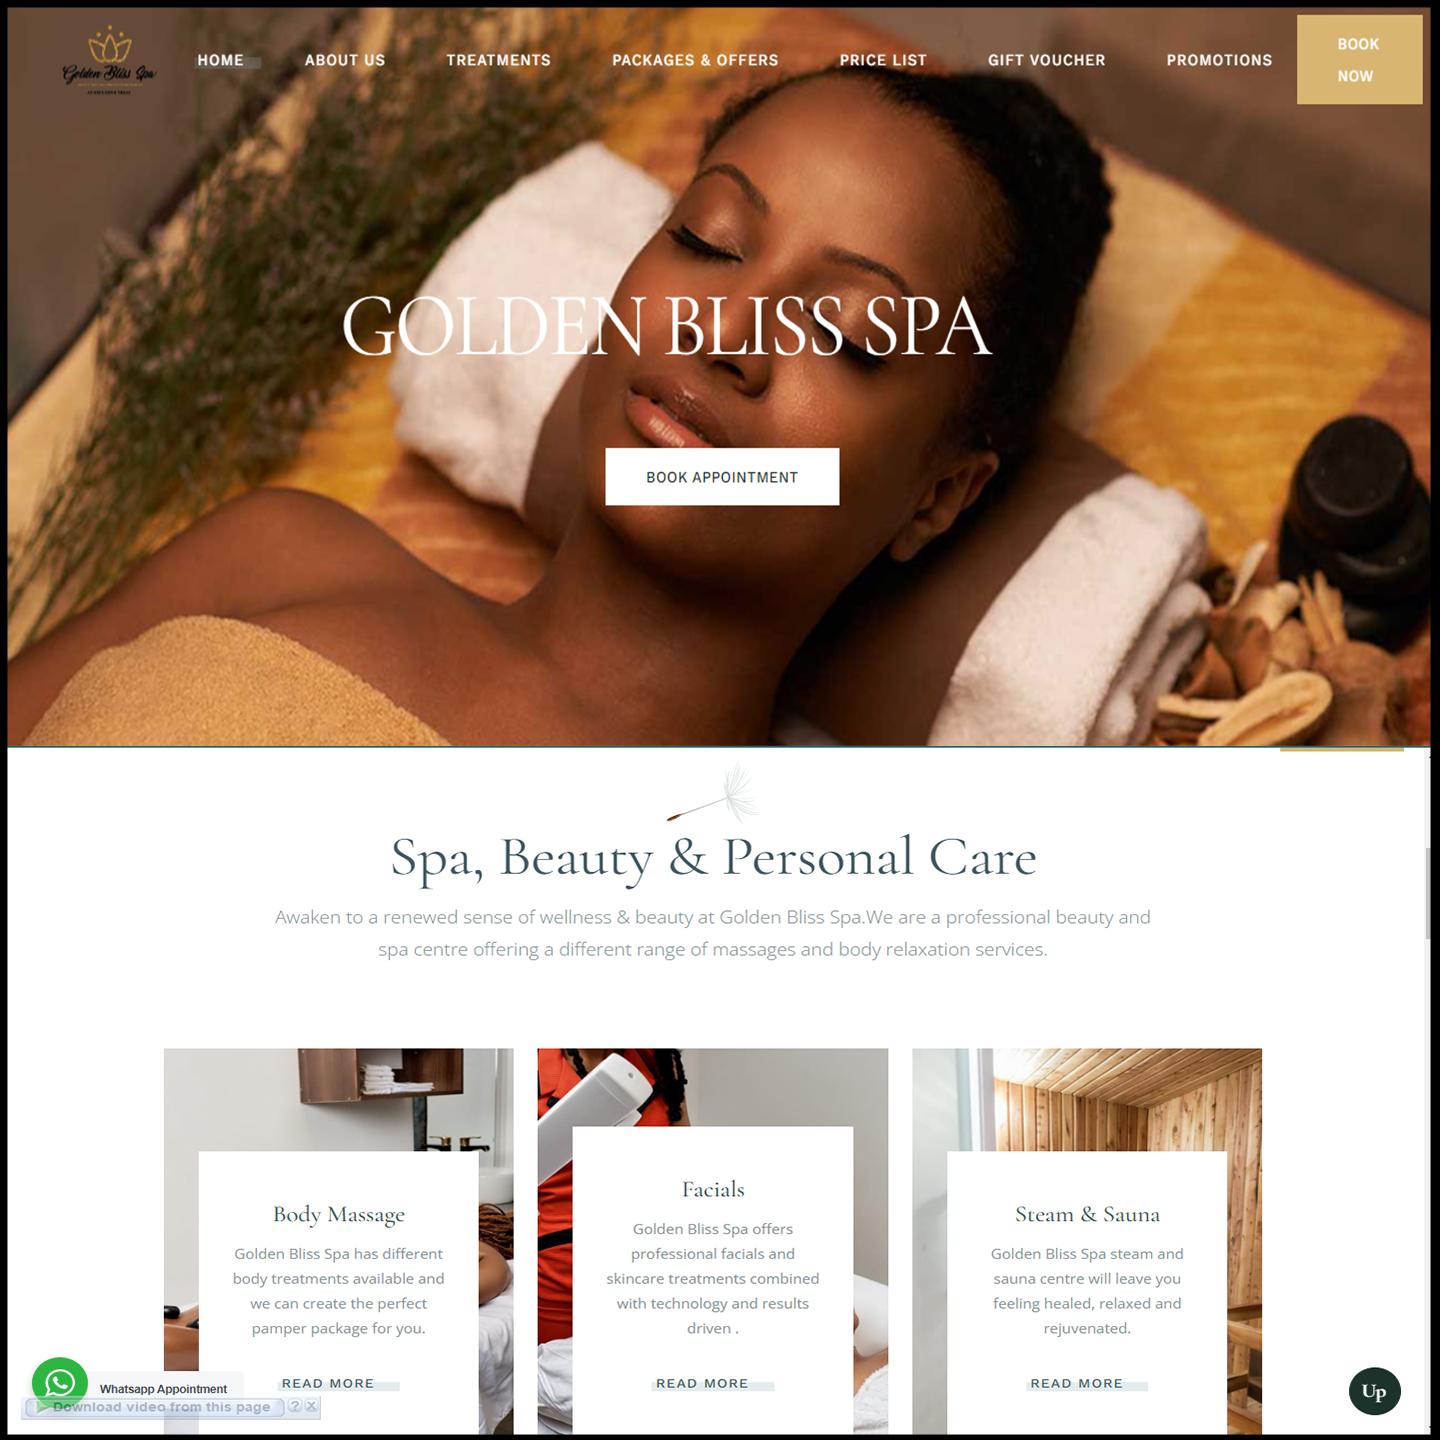 Golden Bliss Spa
HOME
ABOUT US
TREATMENTS
PACKAGES & OFFERS
PRICE LIST
GIFT VOUCHER
PROMOTIONS
BOOK
NOW
GOLDEN BLISS SPA
BOOK APPOINTMENT
Spa, Beauty & Personal Care
Awaken to a renewed sense of wellness & beauty at Golden Bliss Spa.We are a professional beauty and
spa centre offering a different range of massages and body relaxation services.
Body Massage
Golden Bliss Spa has different
body treatments available and
we can create the perfect
pamper package for you.
READ MORE
Facials
Golden Bliss Spa offers
professional facials and
skincare treatments combined
with technology and results
driven .
READ MORE
Steam & Sauna
Golden Bliss Spa steam and
sauna centre will leave you
feeling healed, relaxed and
rejuvenated.
READ MORE
Whatsapp Appointment
Download video from this page
?
Up